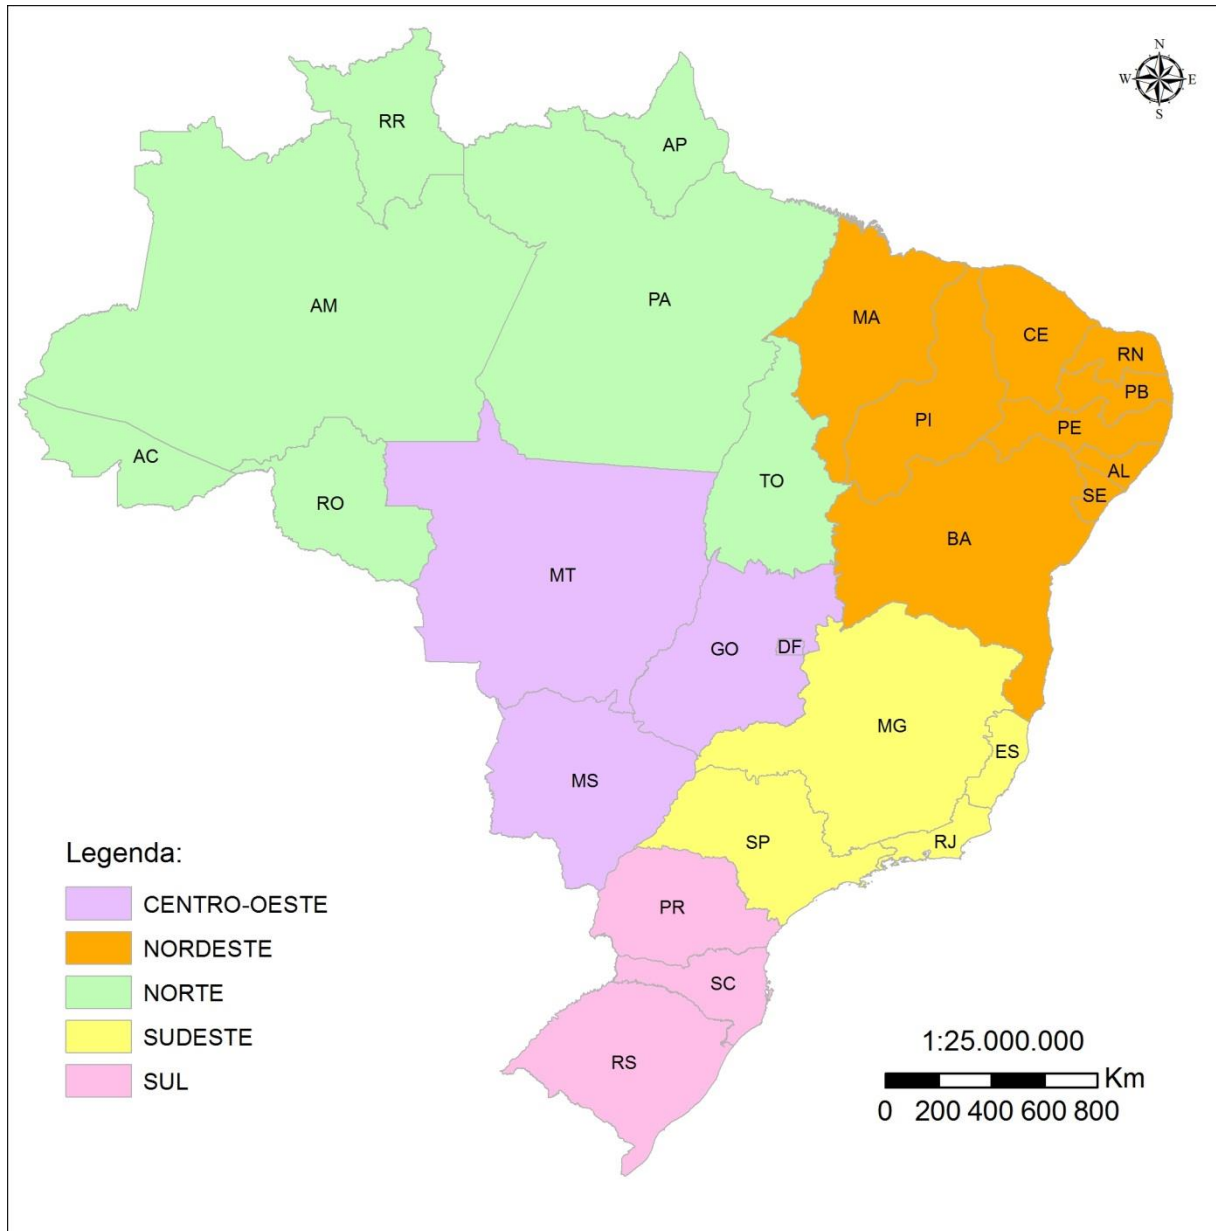 N
W E
S
RR
AP
AM
PA
MA
CE
RN
PB
PI
PE
AC
AL
TO
SE
RO
BA
MT
GO
DF
MG
ES
MS
SP
RJ
PR
SC
RS
Legenda:
CENTRO-OESTE
NORDESTE
NORTE
SUDESTE
SUL
1:25.000.000
Km
0 200 400 600 800